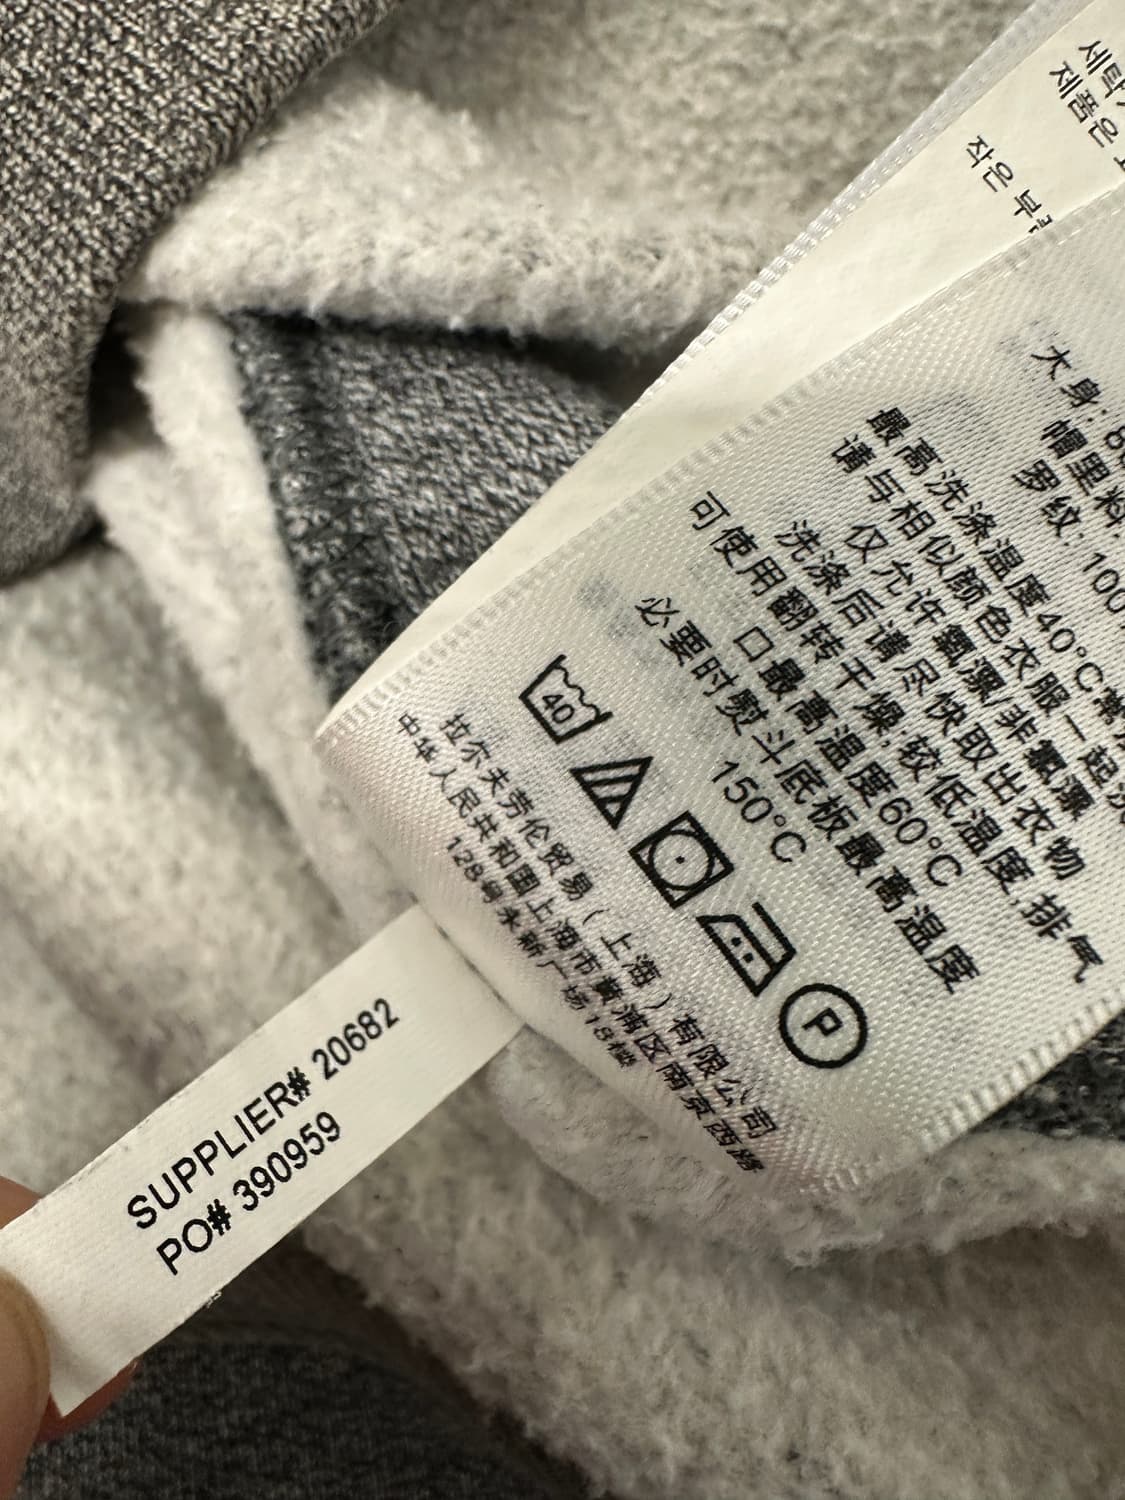 세탁
제품은
작은 부
大身: 8
帽里料:
罗纹: 100
最高洗涤温度40°C常
请与相似颜色衣服一起
仅允许氧漂/非氯漂
洗涤后请尽快取出衣物
可使用翻转干燥;较低温度,排气
口最高温度60°C
必要时熨斗底板最高温度
150°C
40
P
拉尔夫劳伦贸易(上海)有限公司
中华人民共和国上海市黄浦区南京西路
128号永新广场18楼
SUPPLIER# 20682
PO# 390959